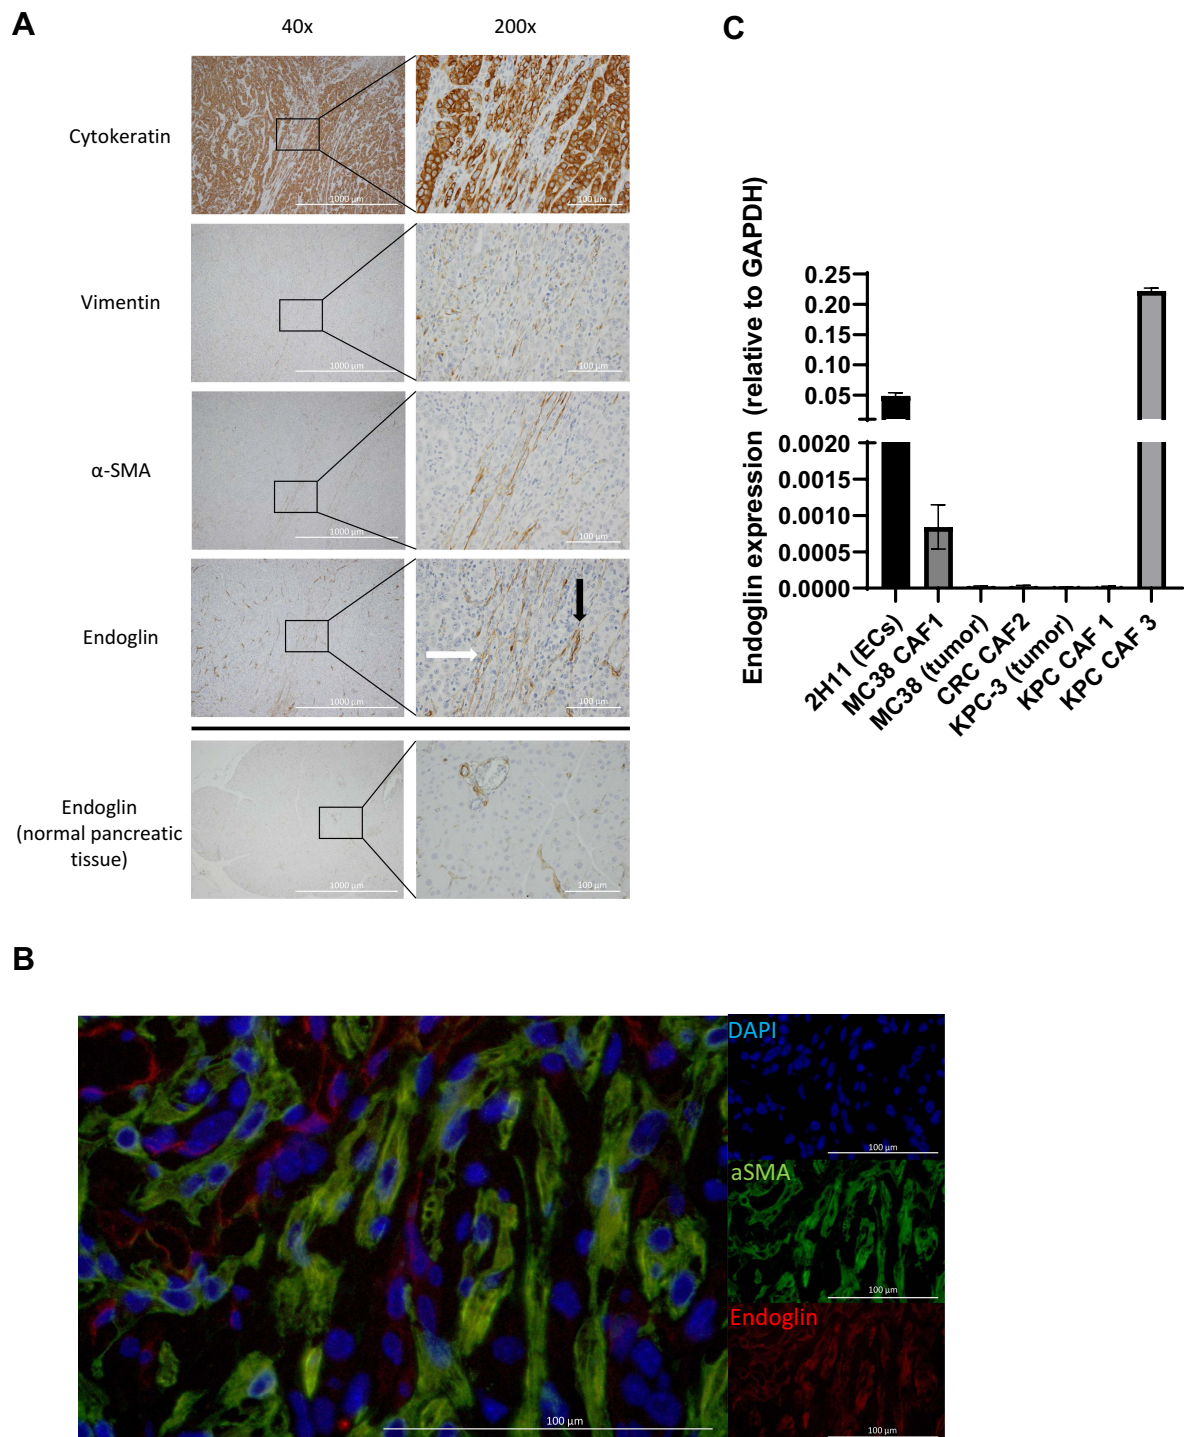 A
40x
200x
Cytokeratin
1000 µm
100 µm
Vimentin
1000 µm
100 µm
α-SMA
1000 µm
100 µm
Endoglin
1000 µm
100 µm
Endoglin
(normal pancreatic
tissue)
1000 µm
100 µm
C
Endoglin expression (relative to GAPDH)
0.25
0.20
0.15
0.10
0.05
0.0020
0.0015
0.0010
0.0005
0.0000
2H11 (ECs)
MC38 CAF1
MC38 (tumor)
CRC CAF2
KPC-3 (tumor)
KPC CAF 1
KPC CAF 3
B
100 µm
DAPI
100 µm
aSMA
100 µm
Endoglin
100 µm